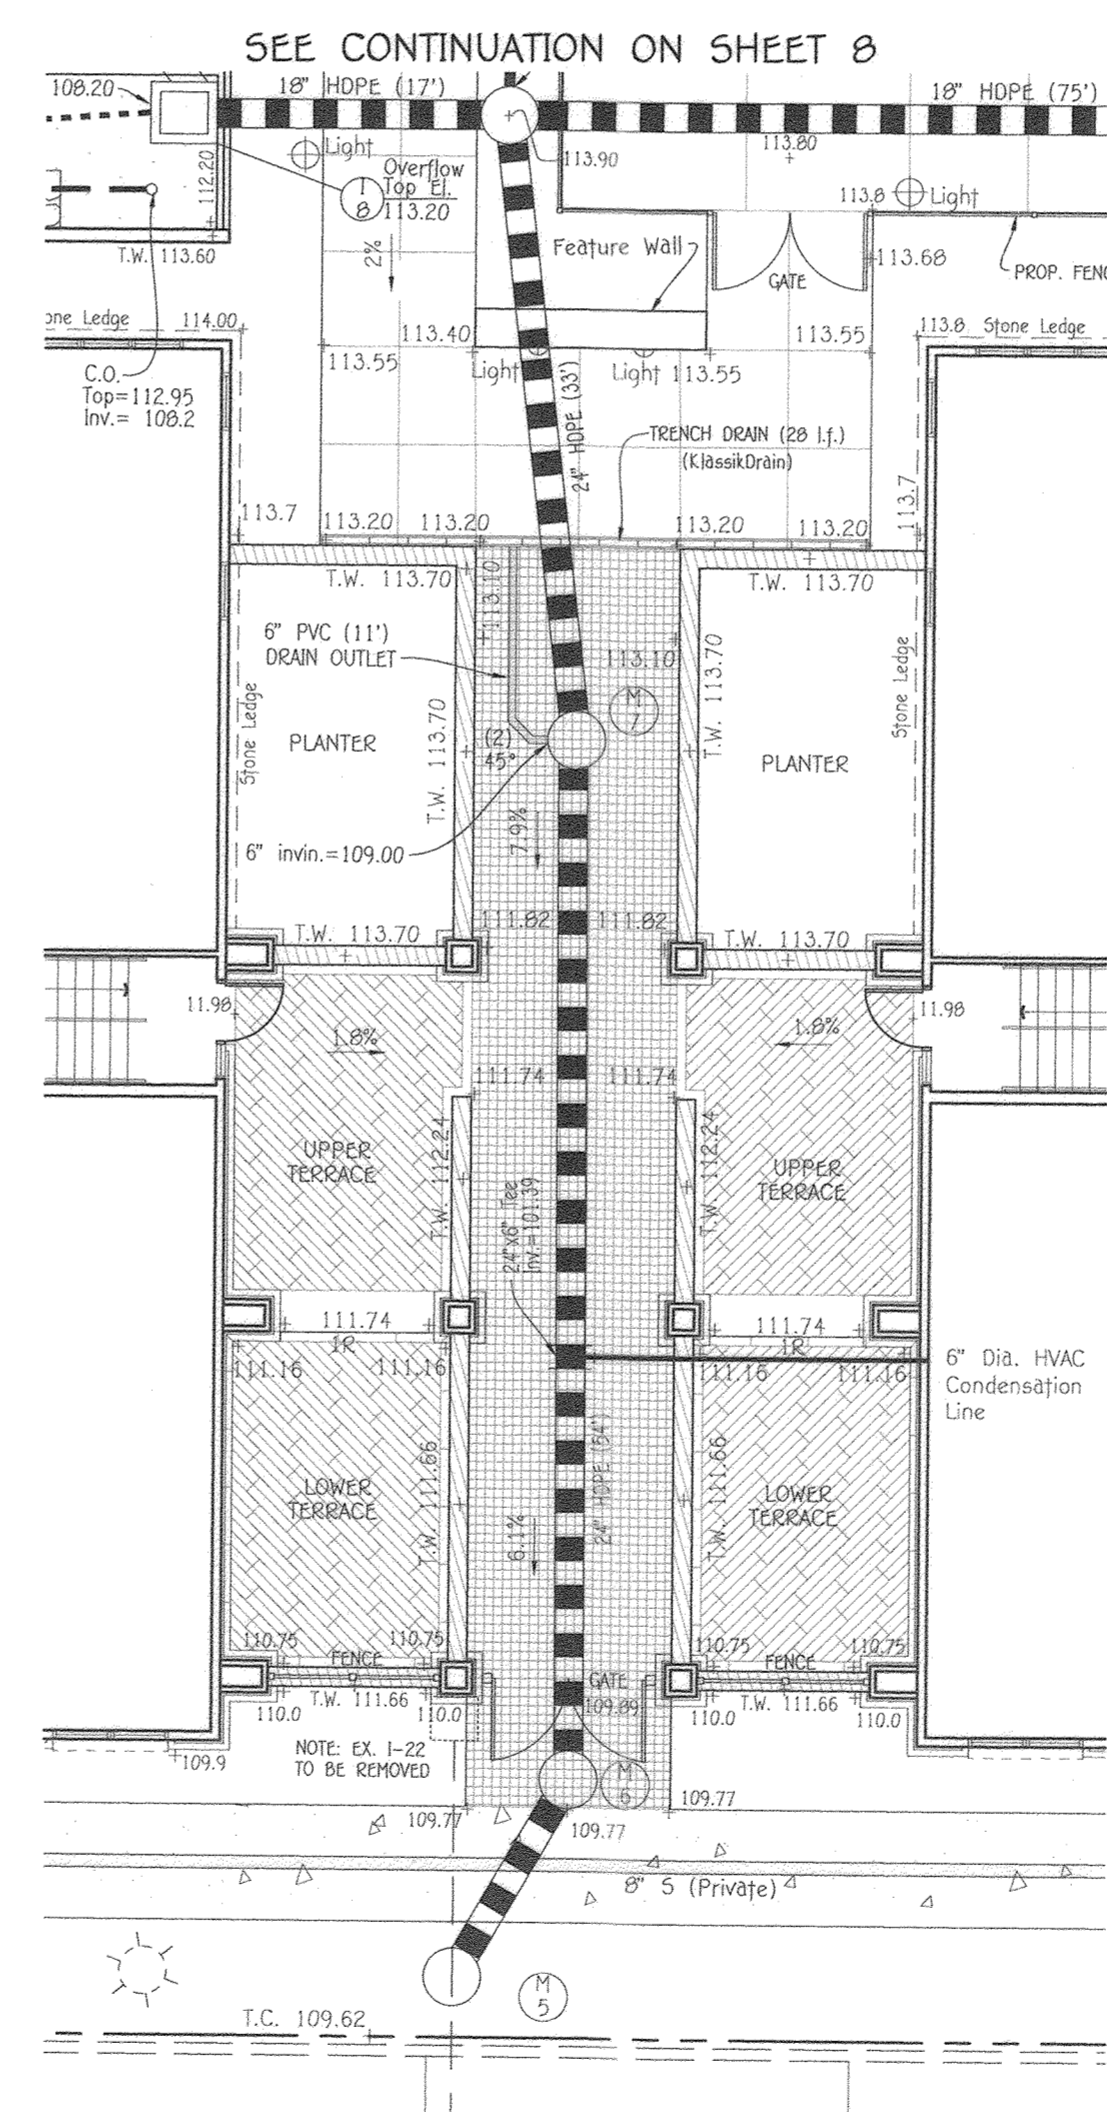 SEE CONTINUATION ON SHEET 8
108.20
18" HDPE (17')
18" HDPE (75')
112.20
Light
Overflow
Top El.
113.20
I
8
113.90
113.80
113.8
Light
T.W. 113.60
2%
Feature Wall
GATE
113.68
PROP. FENC
one Ledge
114.00
113.40
113.55
113.55
113.8
Stone Ledge
C.O.
Top=112.95
Inv.= 108.2
Light
Light
113.55
24" HDPE (33')
TRENCH DRAIN (28 l.f.)
(KlassikDrain)
113.7
113.7
113.20
113.20
113.20
113.20
T.W. 113.70
T.W. 113.70
113.10
6" PVC (11')
DRAIN OUTLET
113.10
T.W. 113.70
T.W. 113.70
Stone Ledge
Stone Ledge
M
7
PLANTER
PLANTER
(2)
45°
6" invin.=109.00
7.9%
111.82
111.82
T.W. 113.70
T.W. 113.70
11.98
11.98
1.8%
1.8%
111.74
111.74
UPPER
TERRACE
UPPER
TERRACE
T.W. 112.24
T.W. 112.24
24"x6" Tee
Inv.=101.39
111.74
111.74
1R
1R
111.16
111.16
111.16
111.16
6" Dia. HVAC
Condensation
Line
LOWER
TERRACE
LOWER
TERRACE
T.W. 111.66
T.W. 111.66
24" HDPE (54')
6.1%
110.75
110.75
110.75
110.75
FENCE
FENCE
T.W. 111.66
T.W. 111.66
GATE
109.89
110.0
110.0
110.0
110.0
109.9
NOTE: EX. I-22
TO BE REMOVED
M
6
109.77
109.77
109.77
8" S (Private)
M
5
T.C. 109.62